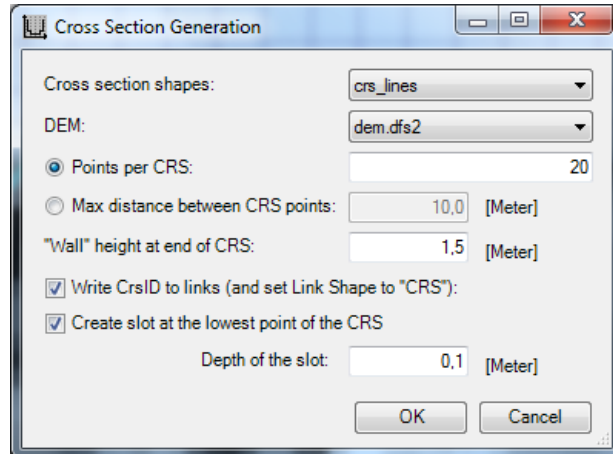 Cross Section Generation
Cross section shapes: crs_lines
DEM: dem.dfs2
Points per CRS: 20
Max distance between CRS points: 10,0 [Meter]
"Wall" height at end of CRS: 1,5 [Meter]
Write CrsID to links (and set Link Shape to "CRS"):
Create slot at the lowest point of the CRS
Depth of the slot: 0,1 [Meter]
OK Cancel